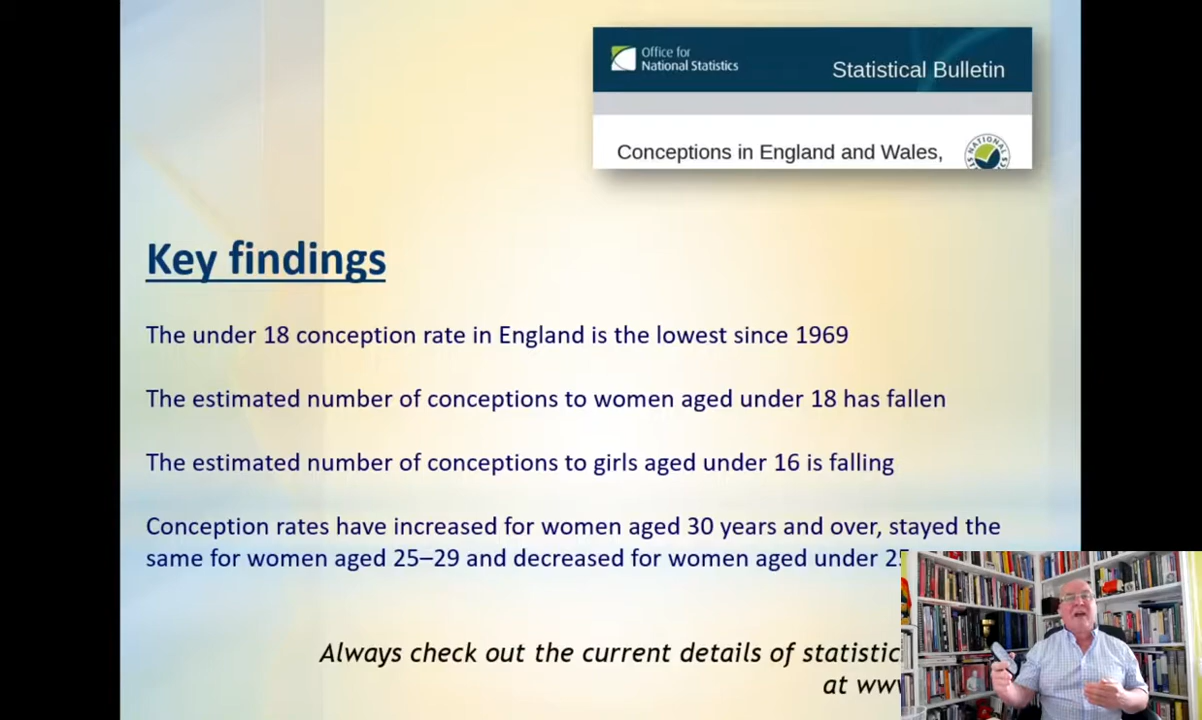 Office for
National Statistics
Statistical Bulletin
Conceptions in England and Wales,
Key findings
The under 18 conception rate in England is the lowest since 1969
The estimated number of conceptions to women aged under 18 has fallen
The estimated number of conceptions to girls aged under 16 is falling
Conception rates have increased for women aged 30 years and over, stayed the
same for women aged 25–29 and decreased for women aged under 25
Always check out the current details of statistic
at www